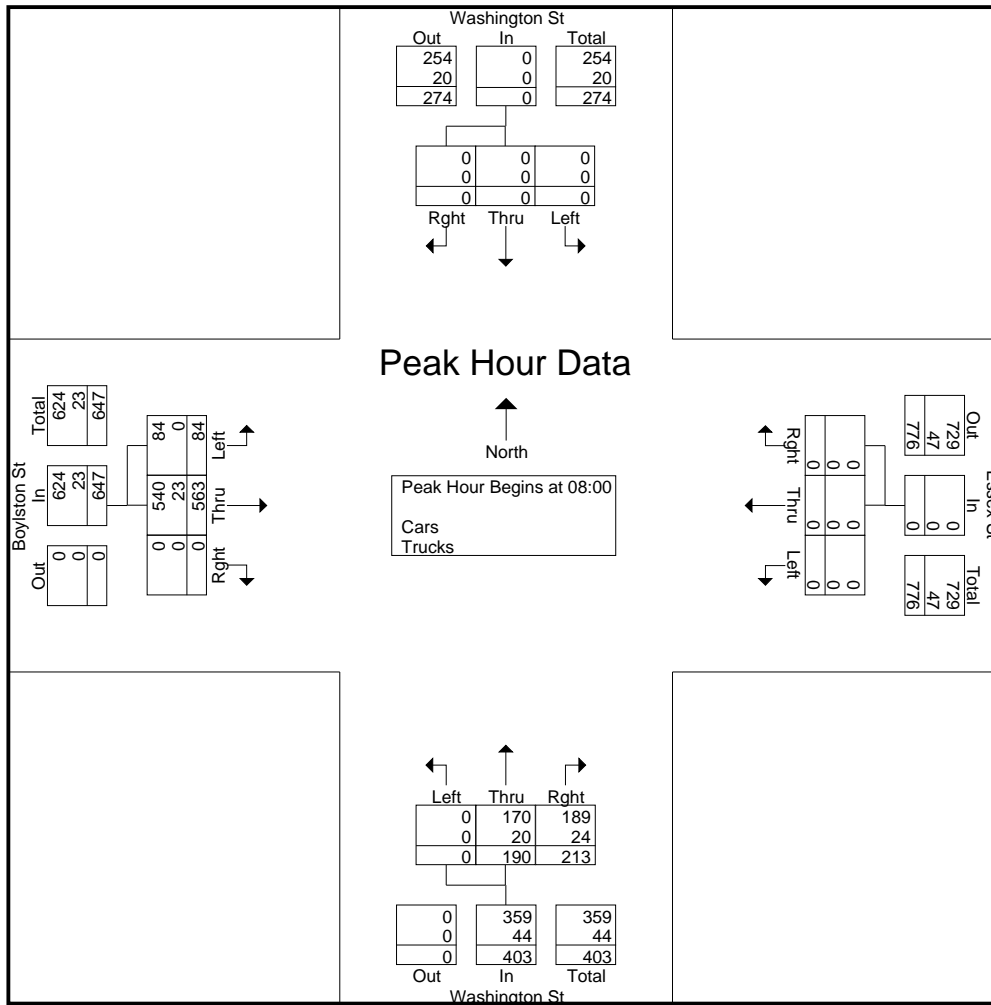 Washington St
Out In Total
254 0 254
20 0 20
274 0 274
0 0 0
0 0 0
0 0 0
Rght Thru Left
Peak Hour Data
North
Peak Hour Begins at 08:00
Cars
Trucks
Boylston St
Total In Out
624 624 0
23 23 0
647 647 0
84 540 0
0 23 0
84 563 0
Left Thru Rght
Out In Total
729 0 729
47 0 47
776 0 776
0 0 0
0 0 0
0 0 0
Rght Thru Left
Left Thru Rght
0 170 189
0 20 24
0 190 213
0 359 359
0 44 44
0 403 403
Out In Total
Washington St